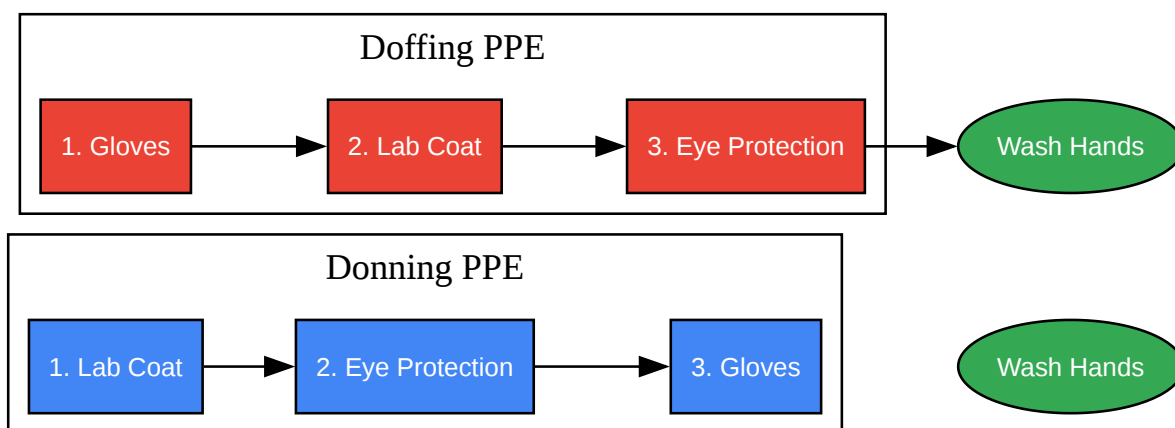 Doffing PPE
1. Gloves
2. Lab Coat
3. Eye Protection
Wash Hands
Donning PPE
1. Lab Coat
2. Eye Protection
3. Gloves
Wash Hands